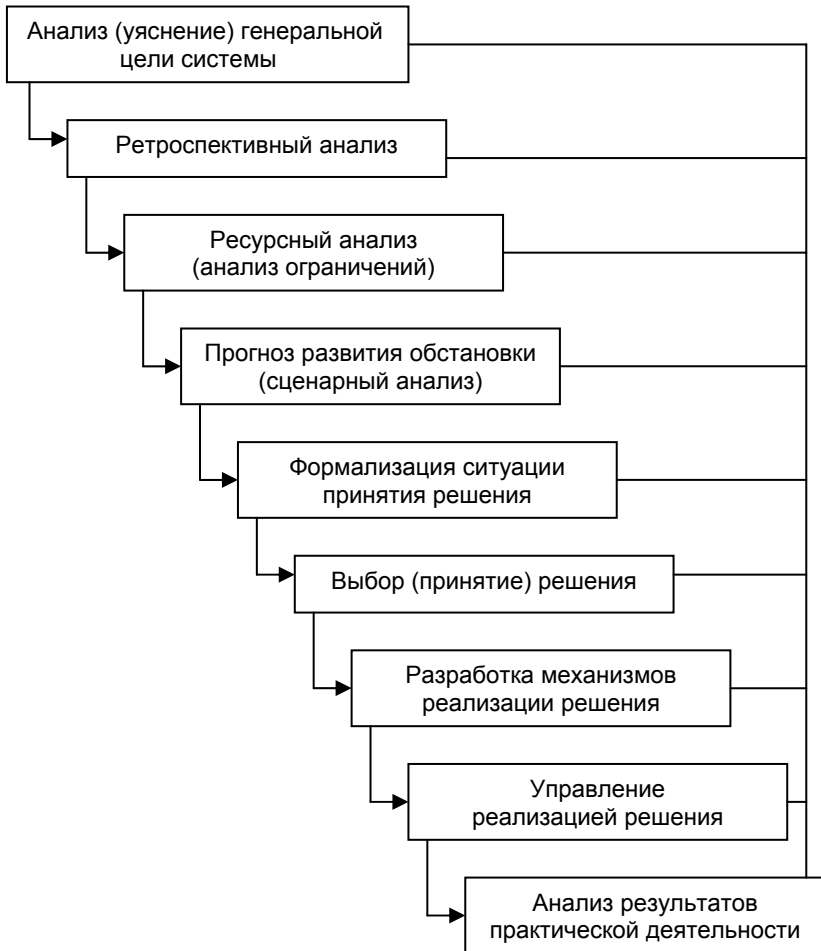 Анализ (уяснение) генеральной
цели системы
Ретроспективный анализ
Ресурсный анализ
(анализ ограничений)
Прогноз развития обстановки
(сценарный анализ)
Формализация ситуации
принятия решения
Выбор (принятие) решения
Разработка механизмов
реализации решения
Управление
реализацией решения
Анализ результатов
практической деятельности